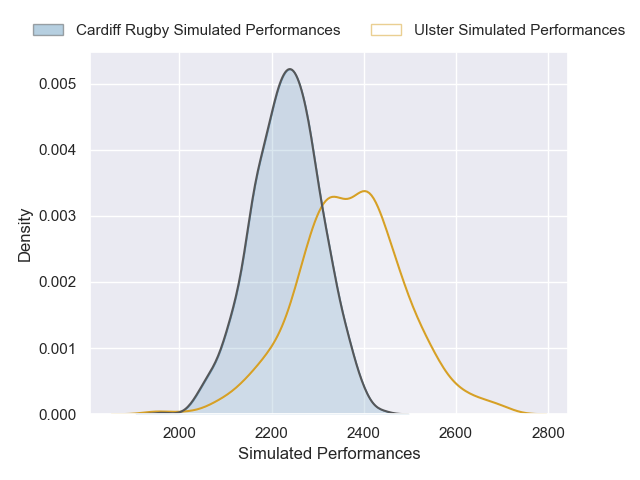 Cardiff Rugby Simulated Performances Ulster Simulated Performances
0.005
0.004
0.003
0.002
0.001
0.000
Density
2000 2200 2400 2600 2800
Simulated Performances